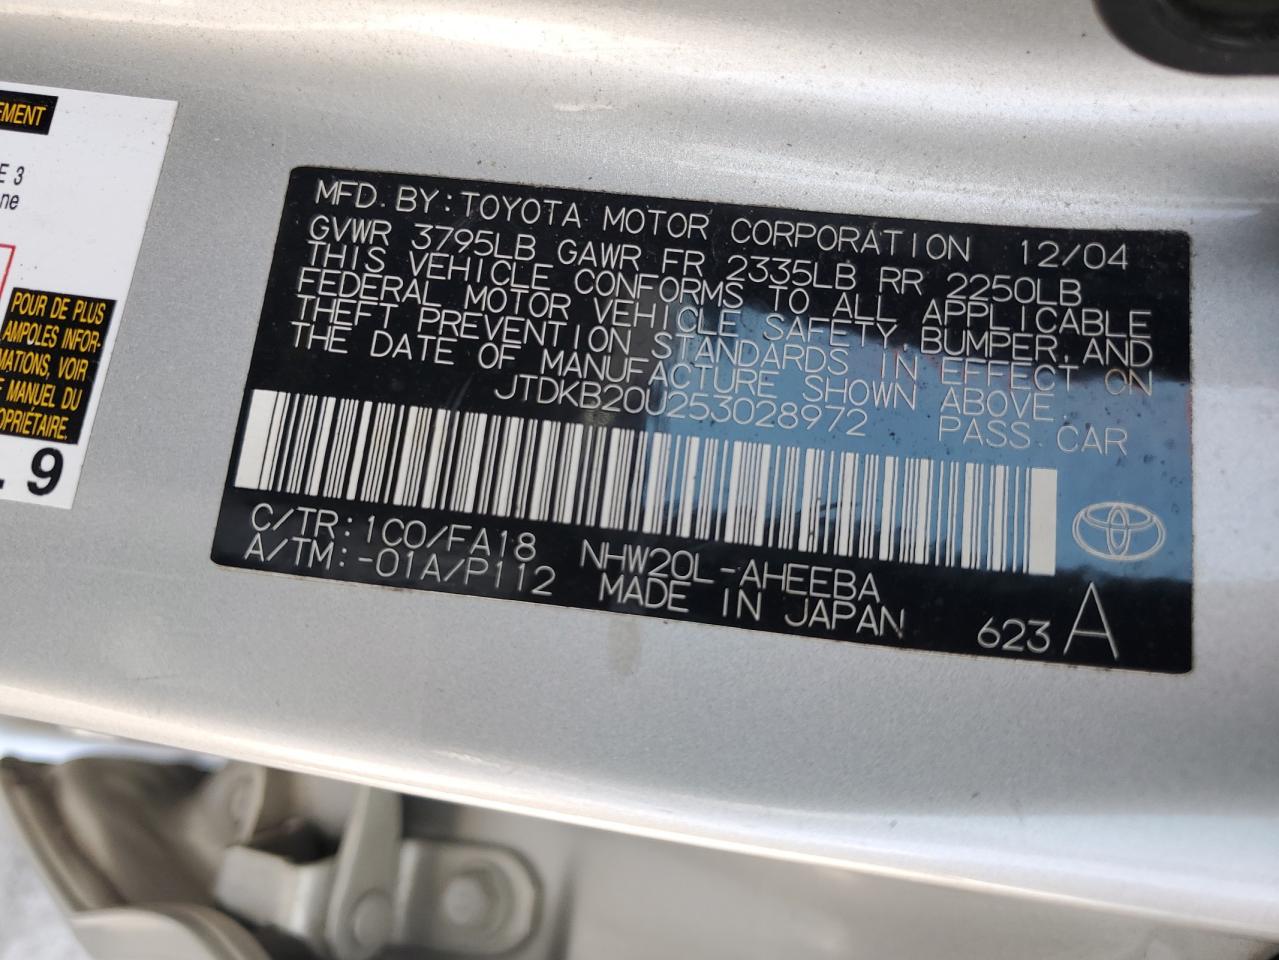 EMENT
E 3
ne
POUR DE PLUS
AMPOLES INFOR-
MATIONS, VOIR
E MANUEL DU
OPRIÉTAIRE.
. 9
MFD. BY: TOYOTA MOTOR CORPORATION 12/04
GVWR 3795LB GAWR FR 2335LB RR 2250LB
THIS VEHICLE CONFORMS TO ALL APPLICABLE
FEDERAL MOTOR VEHICLE SAFETY, BUMPER, AND
THEFT PREVENTION STANDARDS IN EFFECT ON
THE DATE OF MANUFACTURE SHOWN ABOVE.
JTDKB20U253028972 PASS. CAR
C/TR: 1C0/FA18 NHW20L-AHEEBA
A/TM: -01A/P112 MADE IN JAPAN 623 A